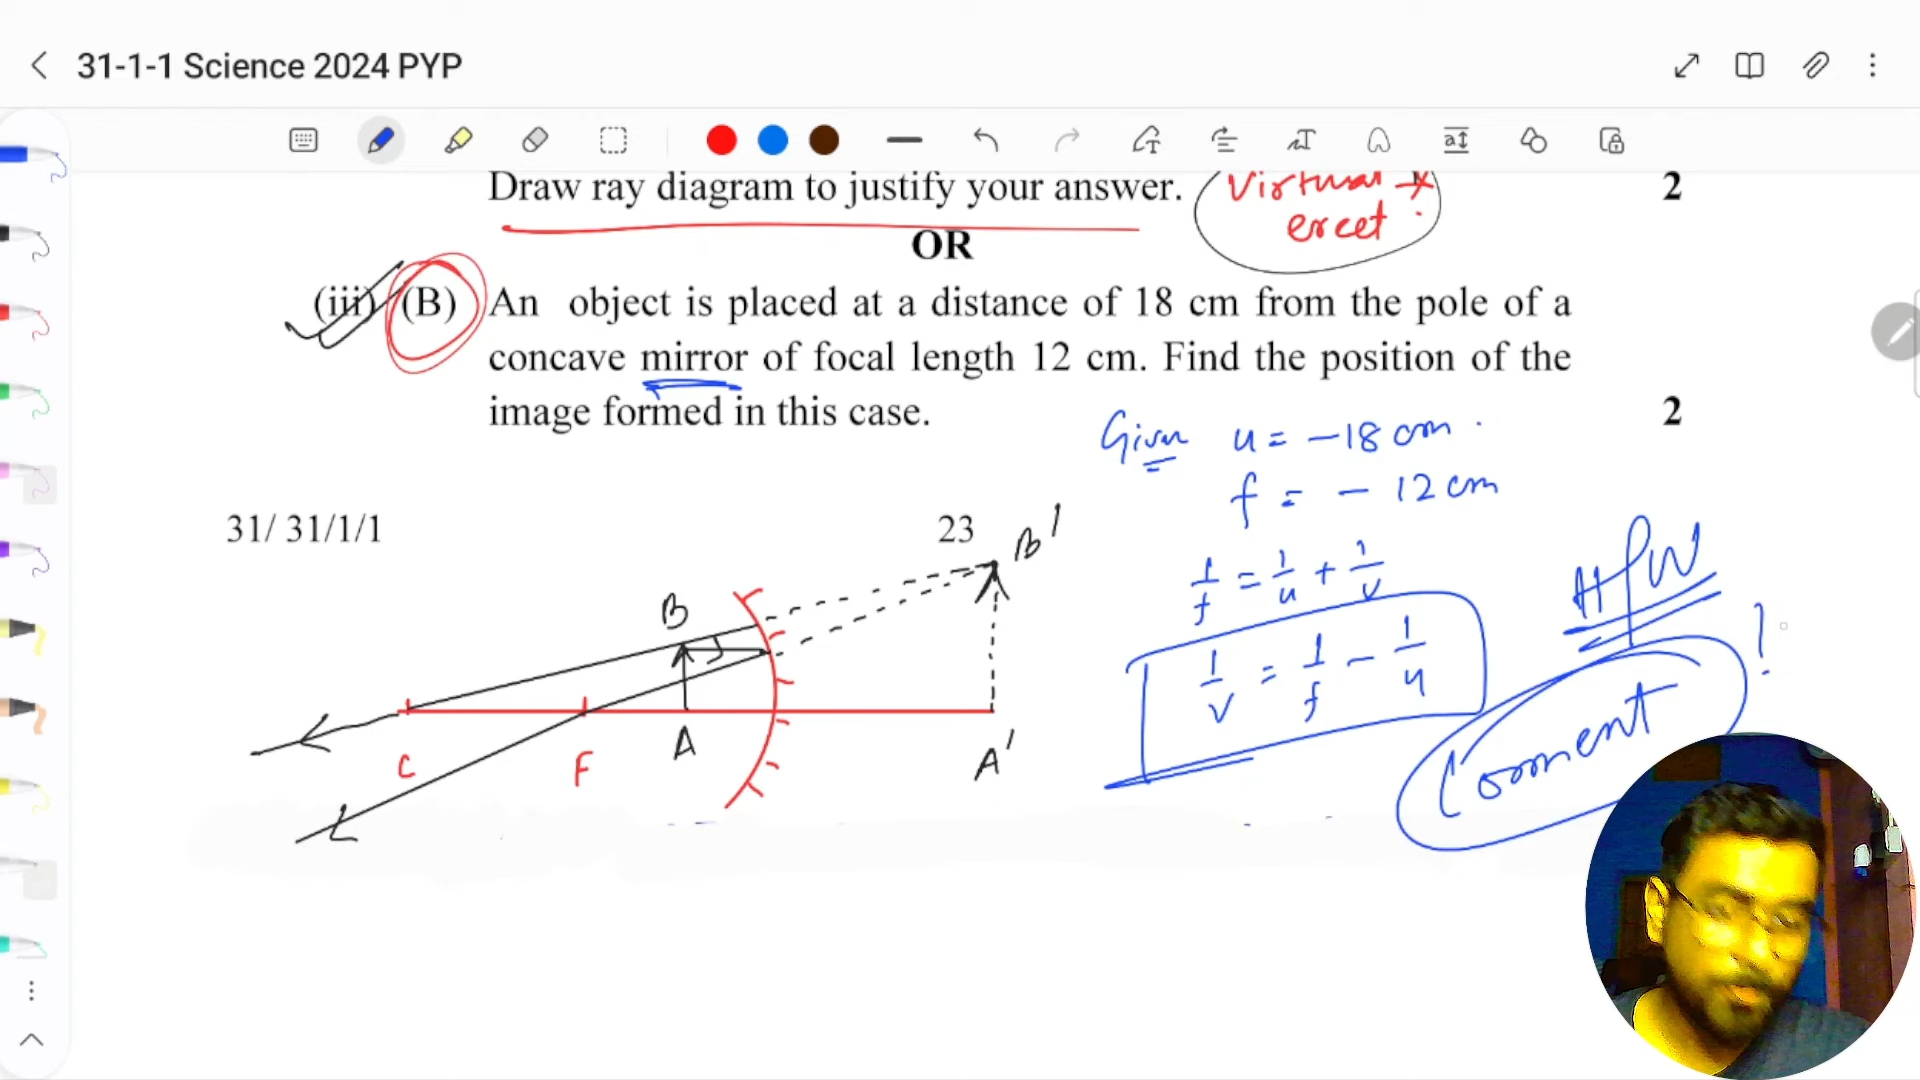 31-1-1 Science 2024 PYP
Draw ray diagram to justify your answer. 2
Virtual +
ercet
OR
(iii) (B) An object is placed at a distance of 18 cm from the pole of a
concave mirror of focal length 12 cm. Find the position of the
image formed in this case. 2
Given u = -18 cm.
f = - 12 cm
31/ 31/1/1 23
B'
B
1/f = 1/u + 1/v
1/v = 1/f - 1/u
H/W
Comment !
C F A A'